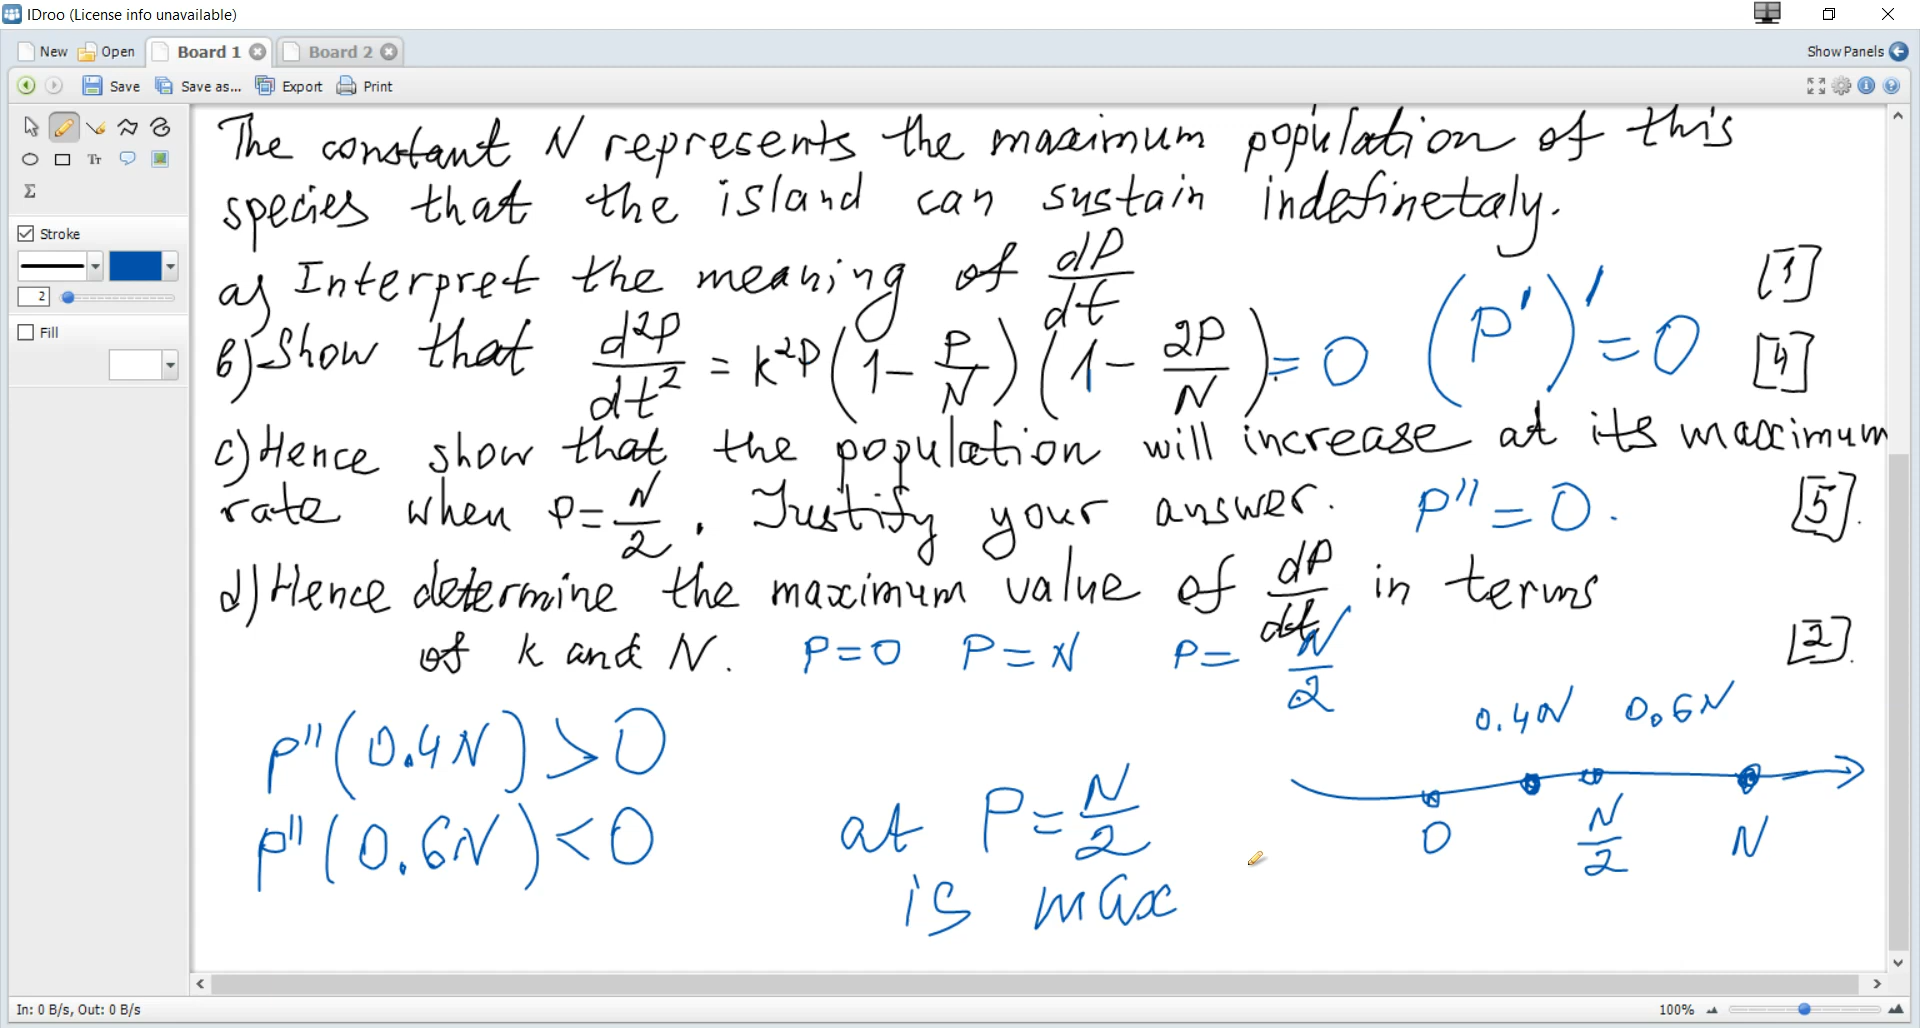 IDroo (License info unavailable)
New Open Board 1 Board 2 Show Panels
Save Save as... Export Print
Tt
Σ
Stroke
2
Fill
The constant N represents the maximum population of this
species that the island can sustain indefinetaly.
a) Interpret the meaning of dP/dt [1]
b) Show that d²P/dt² = k²P(1 - P/N)(1 - 2P/N). = 0 (P')' = 0 [4]
c) Hence show that the population will increase at its maximum
rate when P = N/2. Justify your answer. P'' = 0. [5].
d) Hence determine the maximum value of dP/dt in terms
of k and N. P=0 P=N P=N/2 [2].
0.4N 0.6N
P''(0.4N) > 0
P''(0.6N) < 0
at P = N/2
is max
0 N/2 N
In: 0 B/s, Out: 0 B/s 100%